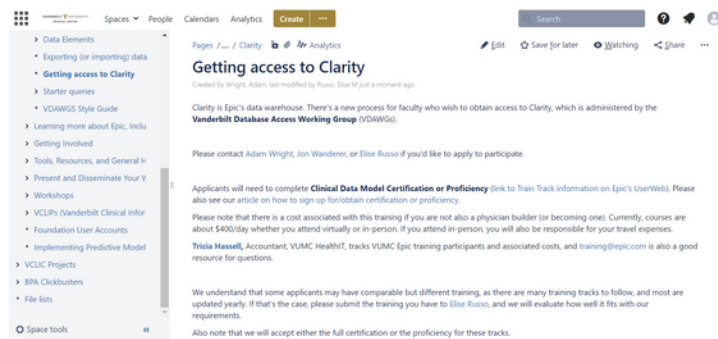 VANDERBILT UNIVERSITY
MEDICAL CENTER
Spaces
People
Calendars
Analytics
Create
Search
Data Elements
Exporting (or importing) data
Getting access to Clarity
Starter queries
VDAWGS Style Guide
Learning more about Epic, Inclu
Getting Involved
Tools, Resources, and General H
Present and Disseminate Your V
Workshops
VCLIPs (Vanderbilt Clinical Infor
Foundation User Accounts
Implementing Predictive Model
VCLIC Projects
BPA Clickbusters
File lists
Space tools
Pages /... / Clarity Analytics
Edit Save for later Watching Share
Getting access to Clarity
Created by Wright, Adam, last modified by Russo, Elise M just a moment ago
Clarity is Epic's data warehouse. There's a new process for faculty who wish to obtain access to Clarity, which is administered by the
Vanderbilt Database Access Working Group (VDAWGs).
Please contact Adam Wright, Jon Wanderer, or Elise Russo if you'd like to apply to participate.
Applicants will need to complete Clinical Data Model Certification or Proficiency (link to Train Track information on Epic's UserWeb). Please
also see our article on how to sign up for/obtain certification or proficiency.
Please note that there is a cost associated with this training if you are not also a physician builder (or becoming one). Currently, courses are
about $400/day whether you attend virtually or in-person. If you attend in-person, you will also be responsible for your travel expenses.
Tricia Hassell, Accountant, VUMC HealthIT, tracks VUMC Epic training participants and associated costs, and training@epic.com is also a good
resource for questions.
We understand that some applicants may have comparable but different training, as there are many training tracks to follow, and most are
updated yearly. If that's the case, please submit the training you have to Elise Russo, and we will evaluate how well it fits with our
requirements.
Also note that we will accept either the full certification or the proficiency for these tracks.